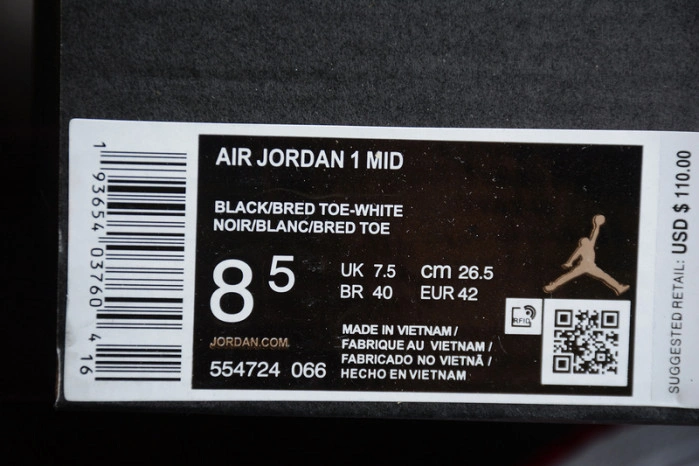 AIR JORDAN 1 MID
BLACK/BRED TOE-WHITE
NOIR/BLANC/BRED TOE
8 5
UK 7.5 cm 26.5
BR 40 EUR 42
JORDAN.COM
554724 066
MADE IN VIETNAM /
FABRIQUE AU VIETNAM /
FABRICADO NO VIETNÃ /
HECHO EN VIETNAM
RFID
1 93654 03760 4 16
SUGGESTED RETAIL: USD $ 110.00